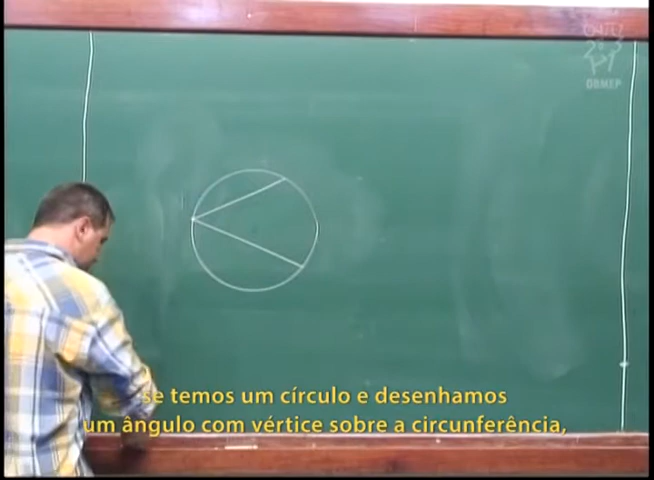 OBMEP
se temos um círculo e desenhamos
um ângulo com vértice sobre a circunferência,